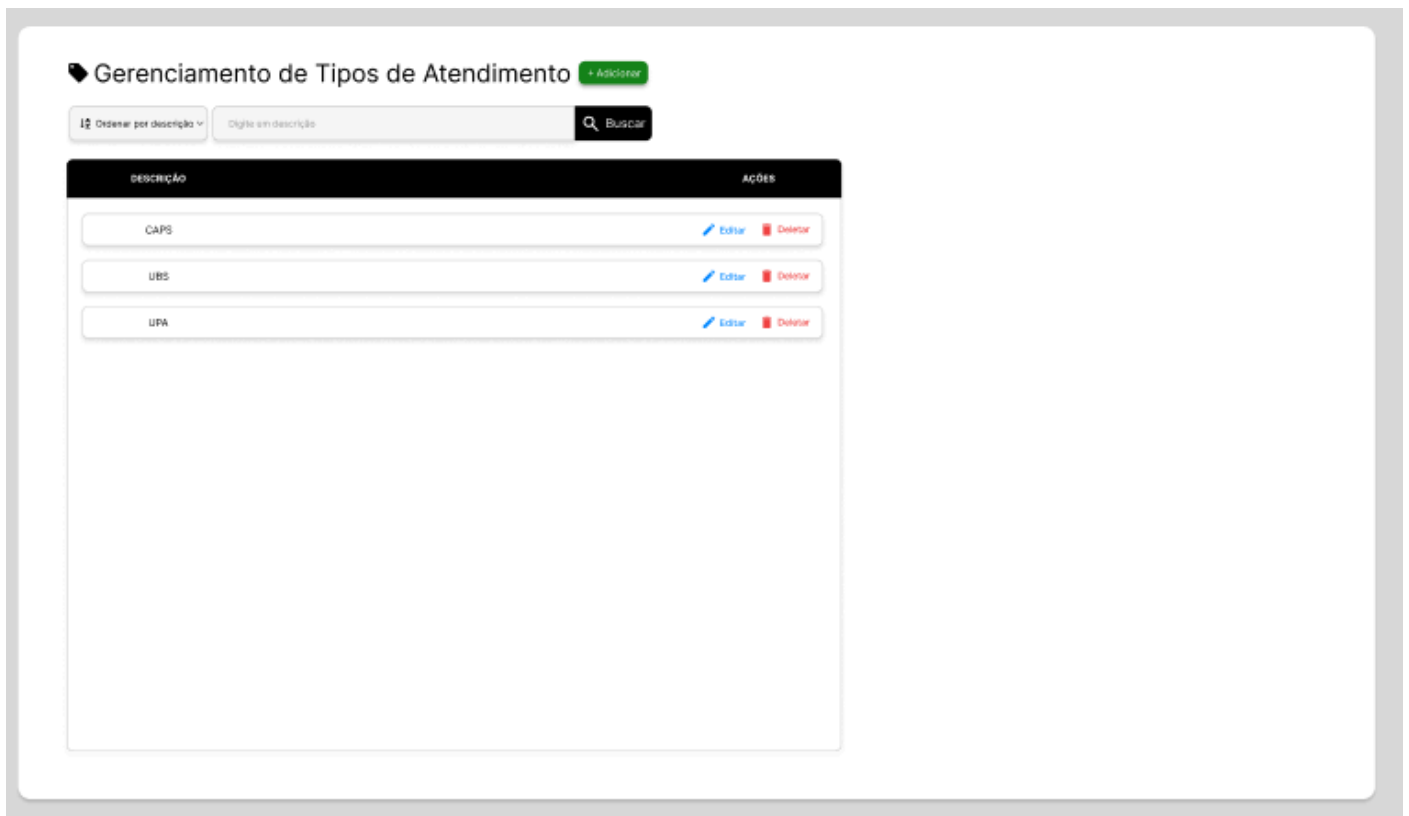 Gerenciamento de Tipos de Atendimento + Adicionar
Ordenar por descrição Digite em descrição Buscar
DESCRIÇÃO AÇÕES
CAPS Editar Deletar
UBS Editar Deletar
UPA Editar Deletar